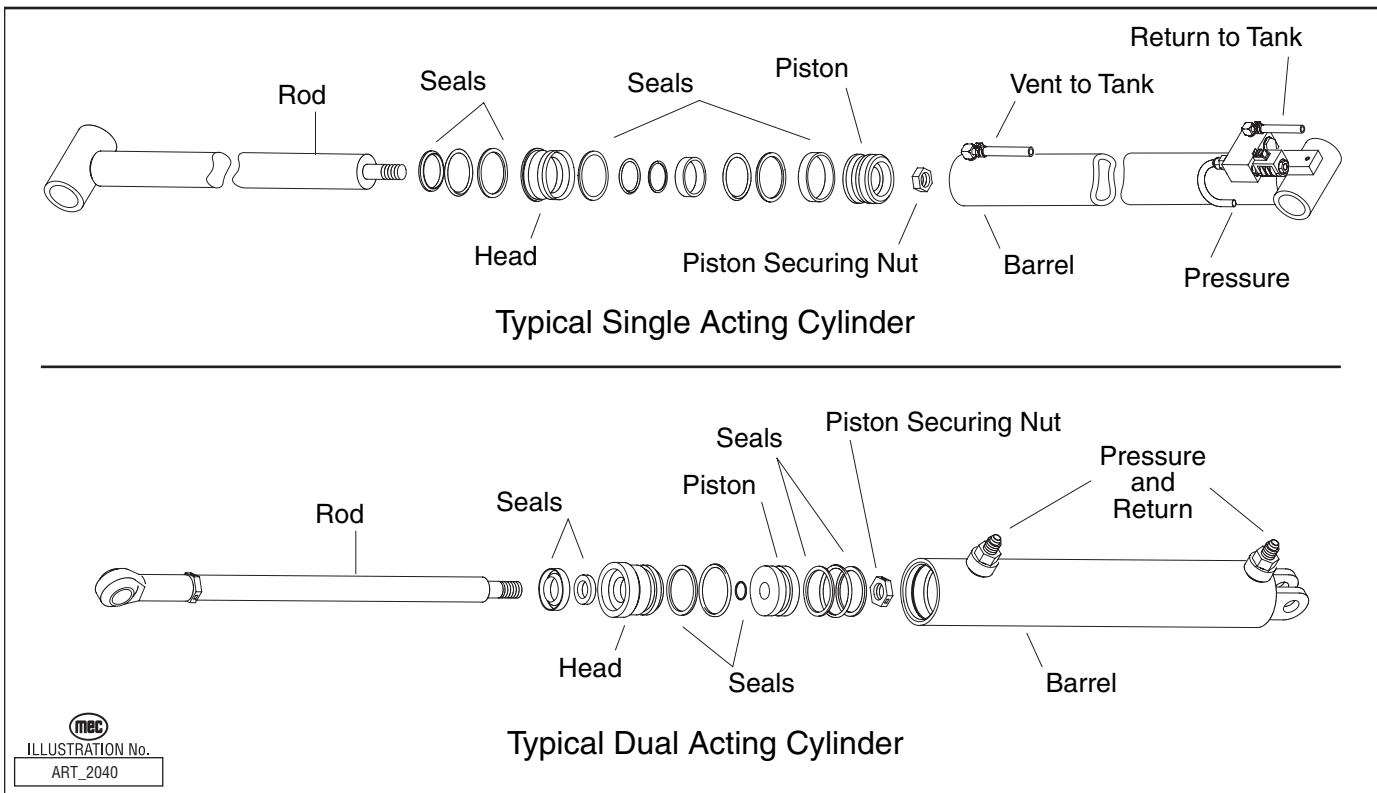 Return to Tank
Piston
Vent to Tank
Seals
Seals
Rod
Head
Piston Securing Nut
Barrel
Pressure
Typical Single Acting Cylinder
Piston Securing Nut
Seals
Pressure
and
Return
Piston
Seals
Rod
Head
Seals
Barrel
Typical Dual Acting Cylinder
mec
ILLUSTRATION No.
ART_2040